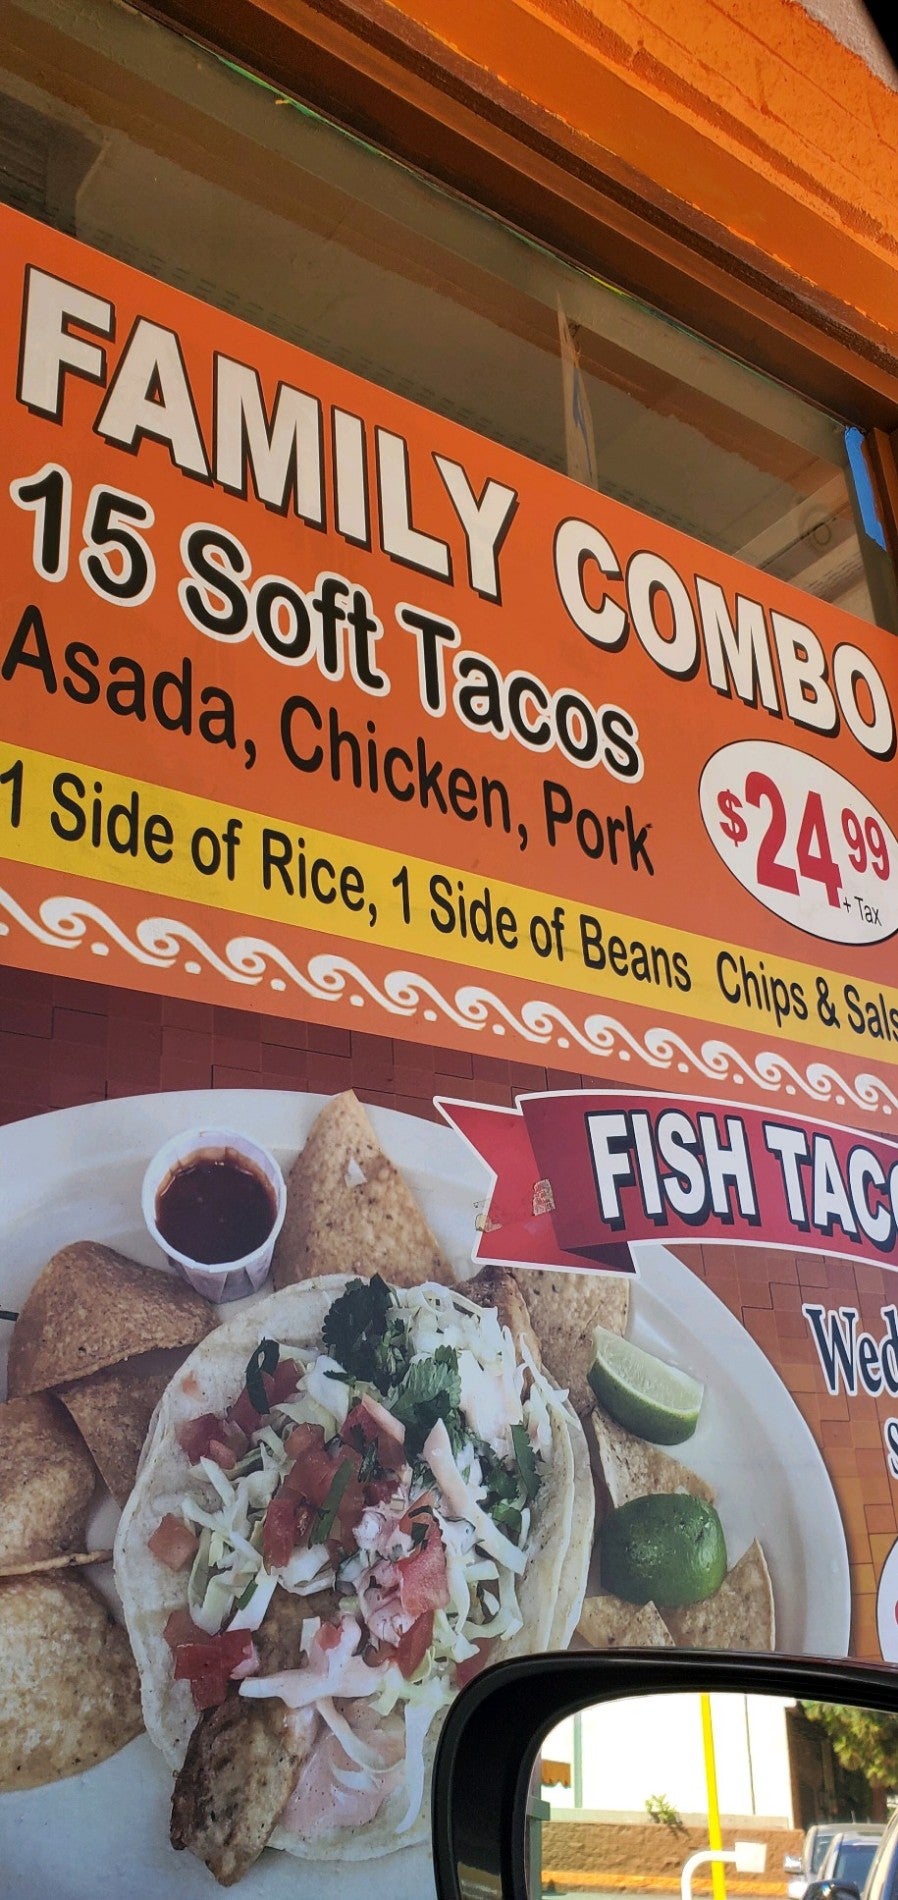 FAMILY COMBO
15 Soft Tacos
Asada, Chicken, Pork
$24.99
+ Tax
1 Side of Rice, 1 Side of Beans Chips & Sals
FISH TACO
Wed
S